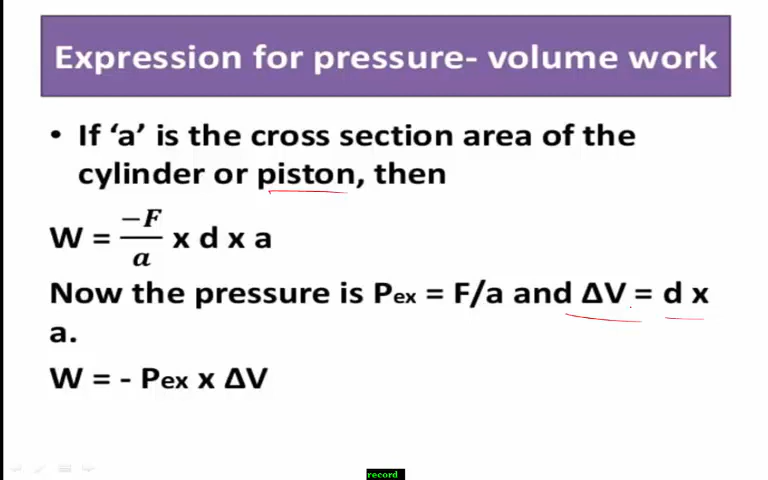 Expression for pressure- volume work
• If ‘a’ is the cross section area of the
cylinder or piston, then
W = −F/a x d x a
Now the pressure is Pex = F/a and ΔV = d x
a.
W = - Pex x ΔV
record